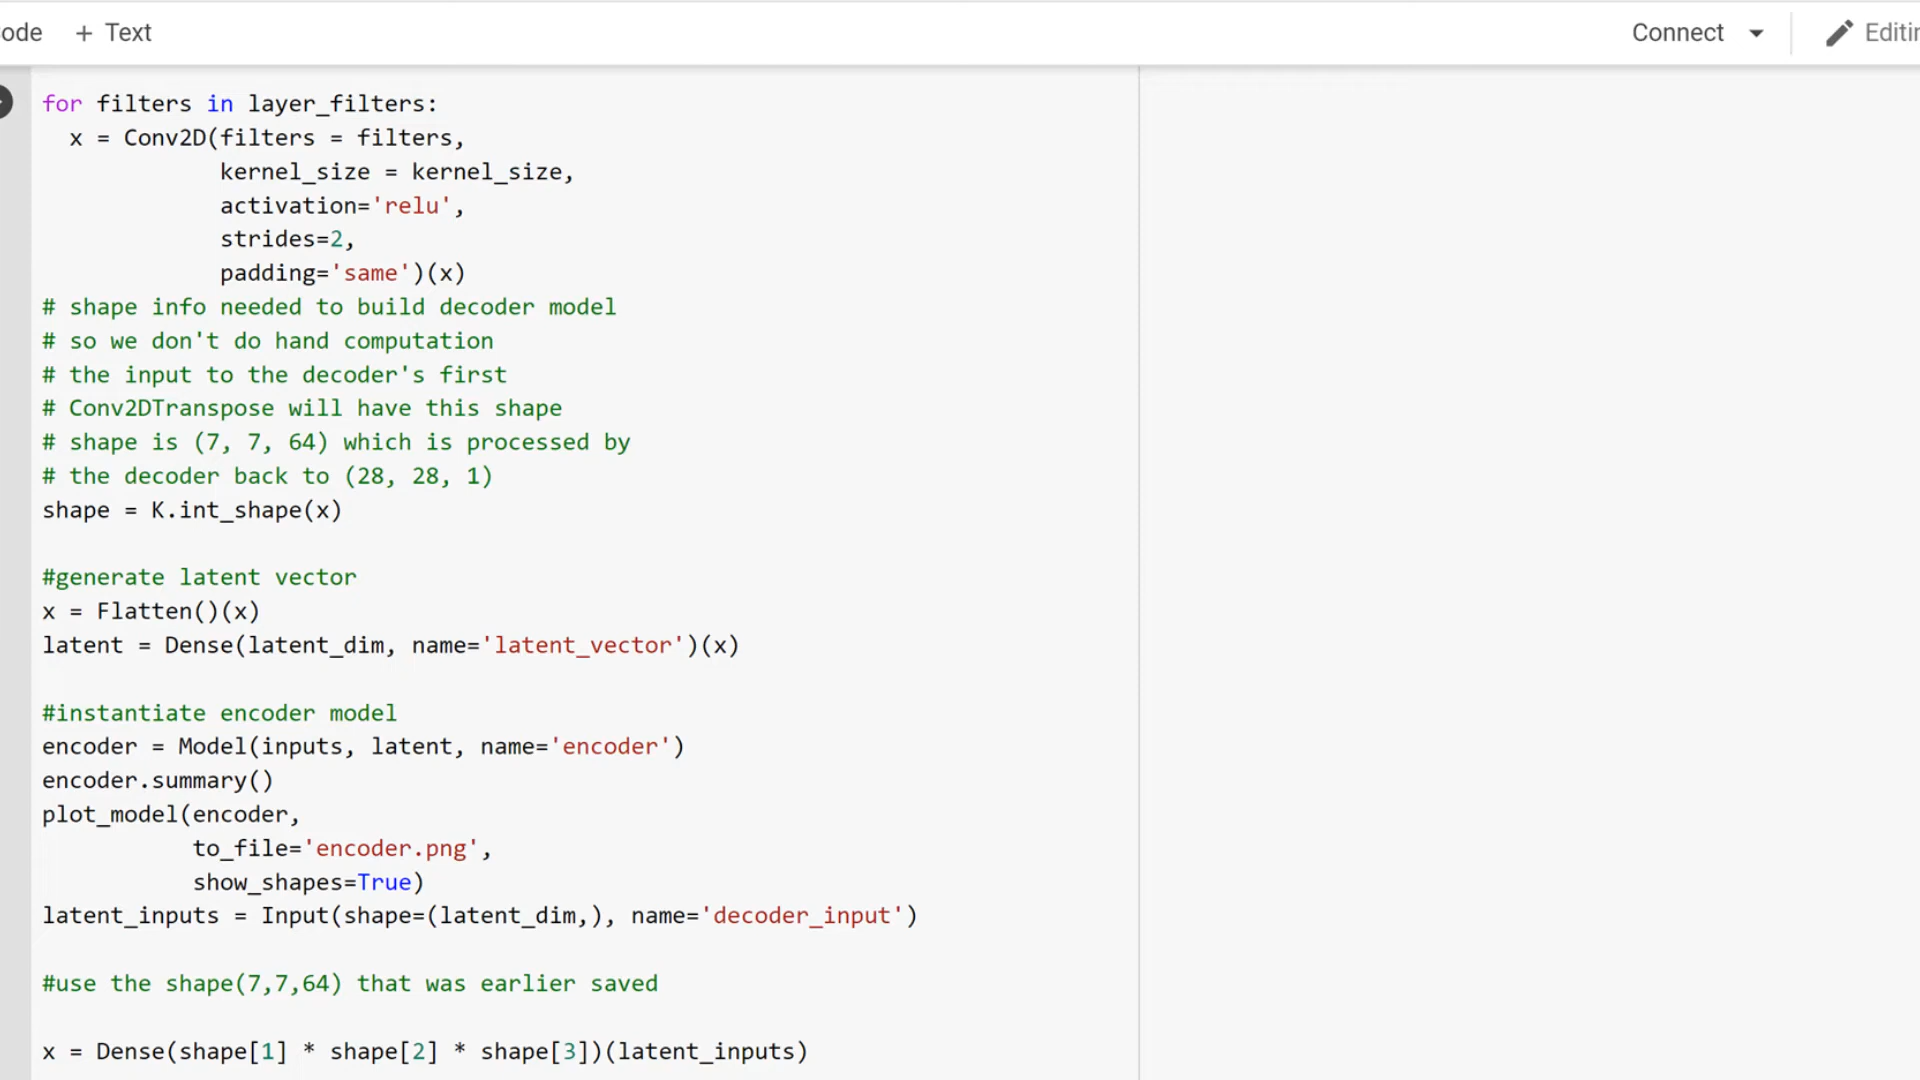 ode + Text Connect Editin
for filters in layer_filters:
  x = Conv2D(filters = filters,
             kernel_size = kernel_size,
             activation='relu',
             strides=2,
             padding='same')(x)
# shape info needed to build decoder model
# so we don't do hand computation
# the input to the decoder's first
# Conv2DTranspose will have this shape
# shape is (7, 7, 64) which is processed by
# the decoder back to (28, 28, 1)
shape = K.int_shape(x)
#generate latent vector
x = Flatten()(x)
latent = Dense(latent_dim, name='latent_vector')(x)
#instantiate encoder model
encoder = Model(inputs, latent, name='encoder')
encoder.summary()
plot_model(encoder,
           to_file='encoder.png',
           show_shapes=True)
latent_inputs = Input(shape=(latent_dim,), name='decoder_input')
#use the shape(7,7,64) that was earlier saved
x = Dense(shape[1] * shape[2] * shape[3])(latent_inputs)